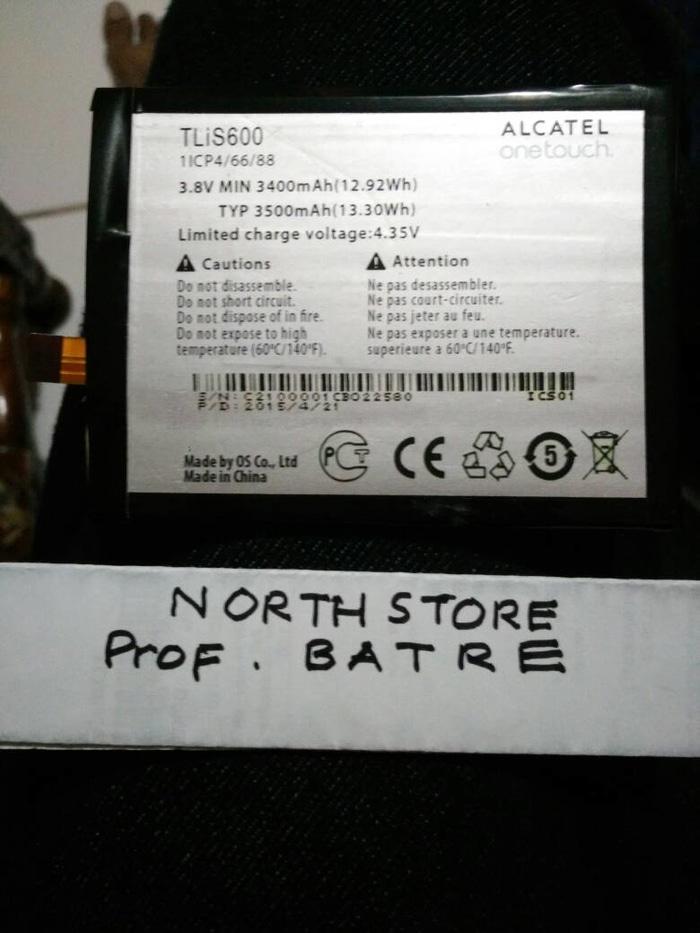 TLiS600
1ICP4/66/88
ALCATEL
onetouch.
3.8V MIN 3400mAh(12.92Wh)
TYP 3500mAh(13.30Wh)
Limited charge voltage:4.35V
Cautions
Do not disassemble.
Do not short circuit.
Do not dispose of in fire.
Do not expose to high
temperature (60°C/140°F).
Attention
Ne pas desassembler.
Ne pas court-circuiter.
Ne pas jeter au feu.
Ne pas exposer a une temperature.
superieure a 60°C/140°F.
S/N: C2100001CBO22580 ICS01
P/D: 2015/4/21
Made by OS Co., Ltd
Made in China
PCT
CE
5
NORTH STORE
Prof. BATRE